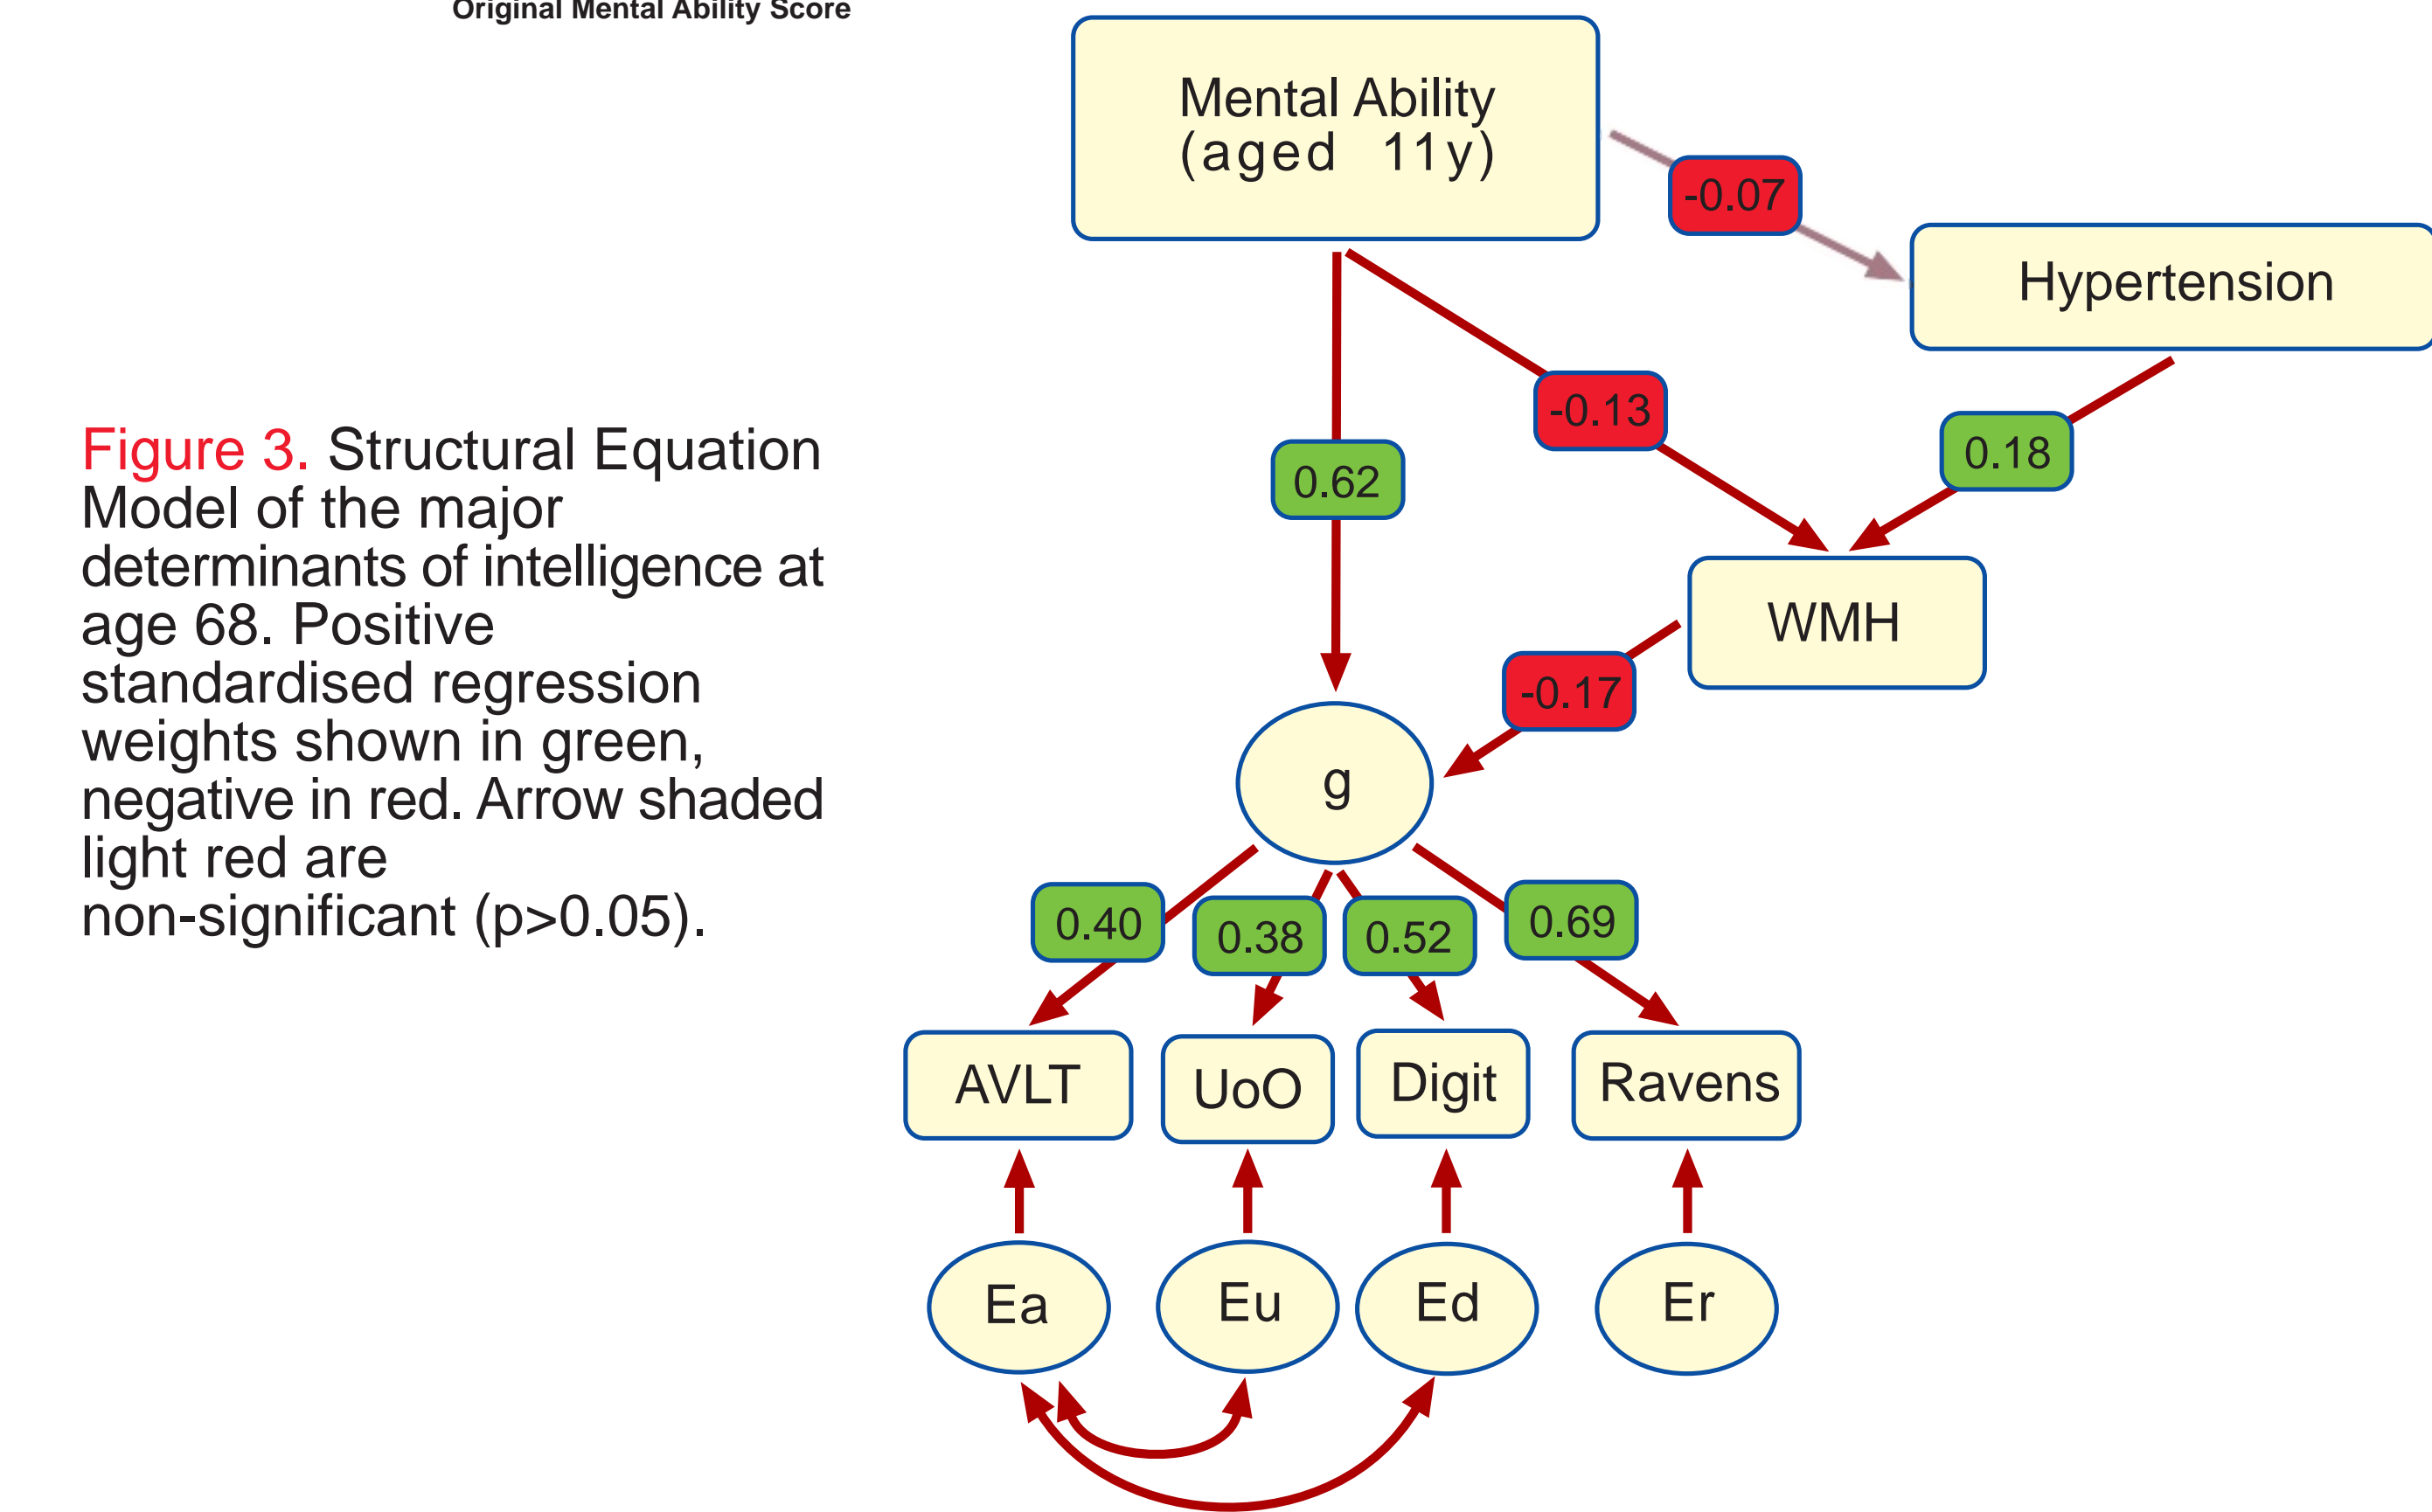 Original Mental Ability Score
Mental Ability
(aged 11y)
-0.07
Hypertension
-0.13
0.18
0.62
Figure 3. Structural Equation
Model of the major
determinants of intelligence at
age 68. Positive
standardised regression
weights shown in green,
negative in red. Arrow shaded
light red are
non-significant (p>0.05).
WMH
-0.17
g
0.40
0.38
0.52
0.69
AVLT
UoO
Digit
Ravens
Ea
Eu
Ed
Er